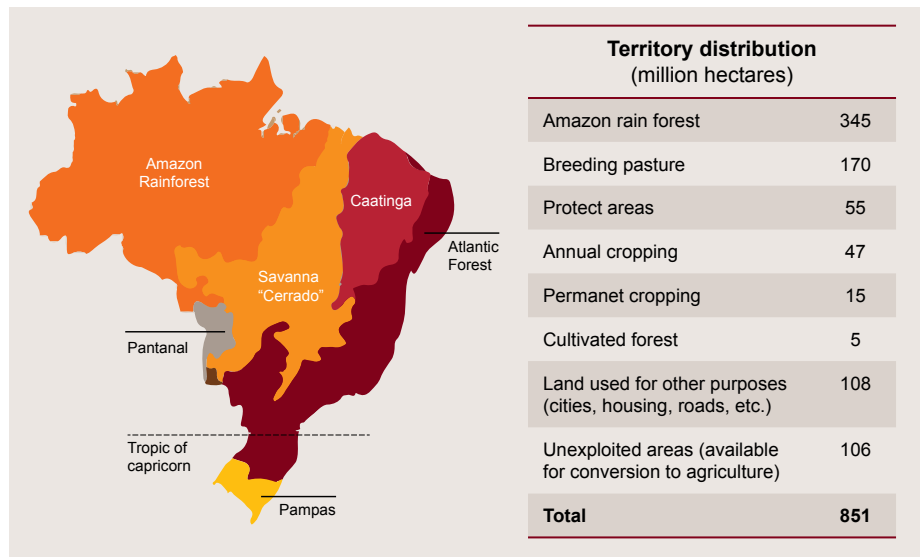 Amazon
Rainforest
Caatinga
Savanna
“Cerrado”
Atlantic
Forest
Pantanal
Tropic of
capricorn
Pampas
Territory distribution
(million hectares)
Amazon rain forest 345
Breeding pasture 170
Protect areas 55
Annual cropping 47
Permanet cropping 15
Cultivated forest 5
Land used for other purposes
(cities, housing, roads, etc.) 108
Unexploited areas (available
for conversion to agriculture) 106
Total 851